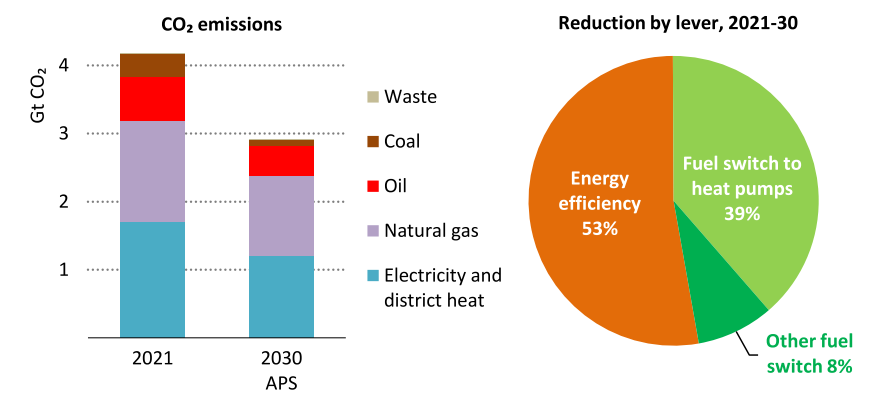 CO₂ emissions
Gt CO₂
4
3
2
1
2021
2030
APS
Waste
Coal
Oil
Natural gas
Electricity and
district heat
Reduction by lever, 2021-30
Energy
efficiency
53%
Fuel switch to
heat pumps
39%
Other fuel
switch 8%